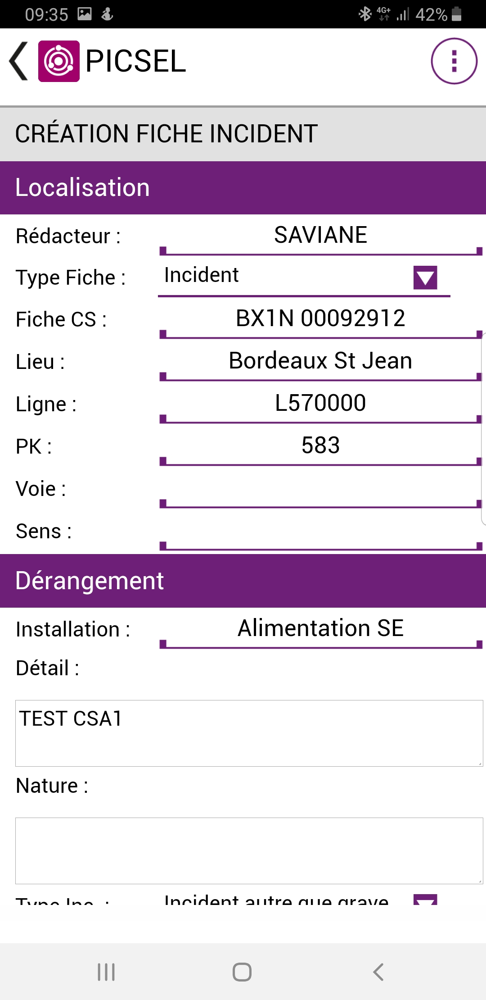 09:35 4G+ 42%
PICSEL
CRÉATION FICHE INCIDENT
Localisation
Rédacteur : SAVIANE
Type Fiche : Incident
Fiche CS : BX1N 00092912
Lieu : Bordeaux St Jean
Ligne : L570000
PK : 583
Voie :
Sens :
Dérangement
Installation : Alimentation SE
Détail :
TEST CSA1
Nature :
Type Inc. : Incident autre que grave